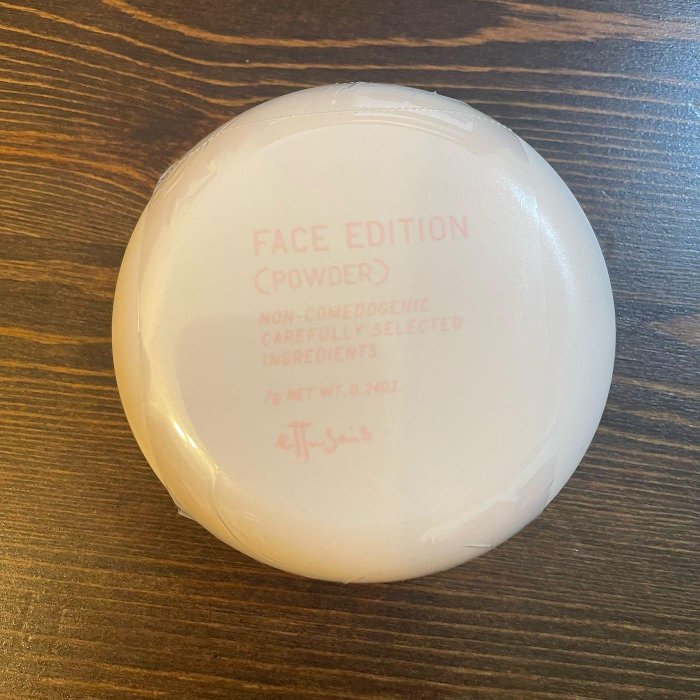 FACE EDITION
(POWDER)
NON-COMEDOGENIC
CAREFULLY SELECTED
INGREDIENTS
7g NET WT. 0.24OZ.
ettusais